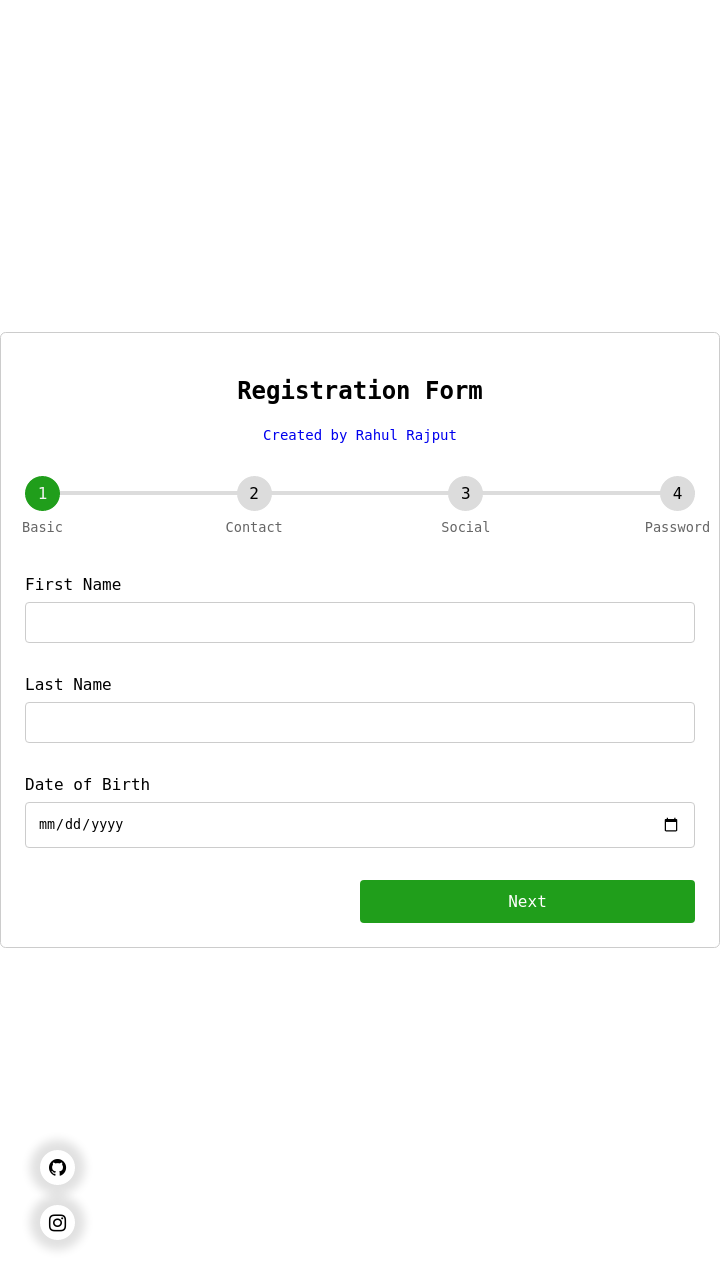 Registration Form
Created by Rahul Rajput
1 2 3 4
Basic Contact Social Password
First Name
Last Name
Date of Birth
mm/dd/yyyy
Next